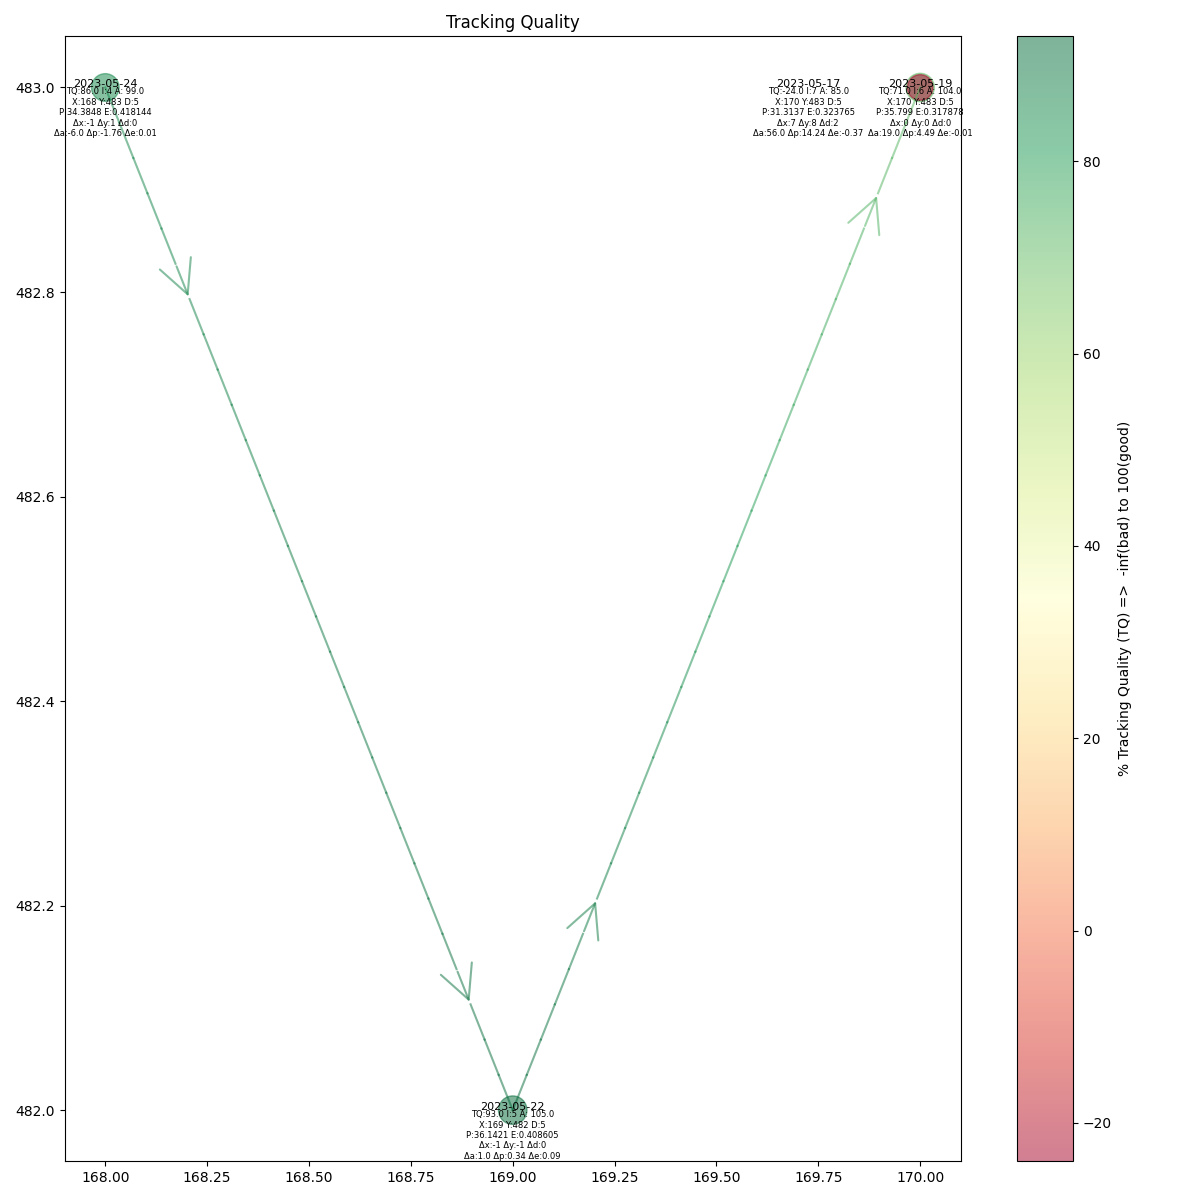 Tracking Quality
483.0
482.8
482.6
482.4
482.2
482.0
2023-05-24
TQ:86.0 I:4 A: 99.0
X:168 Y:483 D:5
P:34.3848 E:0.418144
Δx:-1 Δy:1 Δd:0
Δa:-6.0 Δp:-1.76 Δe:0.01
2023-05-17
TQ:-24.0 I:7 A: 85.0
X:170 Y:483 D:5
P:31.3137 E:0.323765
Δx:7 Δy:8 Δd:2
Δa:56.0 Δp:14.24 Δe:-0.37
2023-05-19
TQ:71.0 I:6 A: 104.0
X:170 Y:483 D:5
P:35.799 E:0.317878
Δx:0 Δy:0 Δd:0
Δa:19.0 Δp:4.49 Δe:-0.01
2023-05-22
TQ:93.0 I:5 A: 105.0
X:169 Y:482 D:5
P:36.1421 E:0.408605
Δx:-1 Δy:-1 Δd:0
Δa:1.0 Δp:0.34 Δe:0.09
168.00 168.25 168.50 168.75 169.00 169.25 169.50 169.75 170.00
80
60
40
20
0
−20
% Tracking Quality (TQ) => -inf(bad) to 100(good)